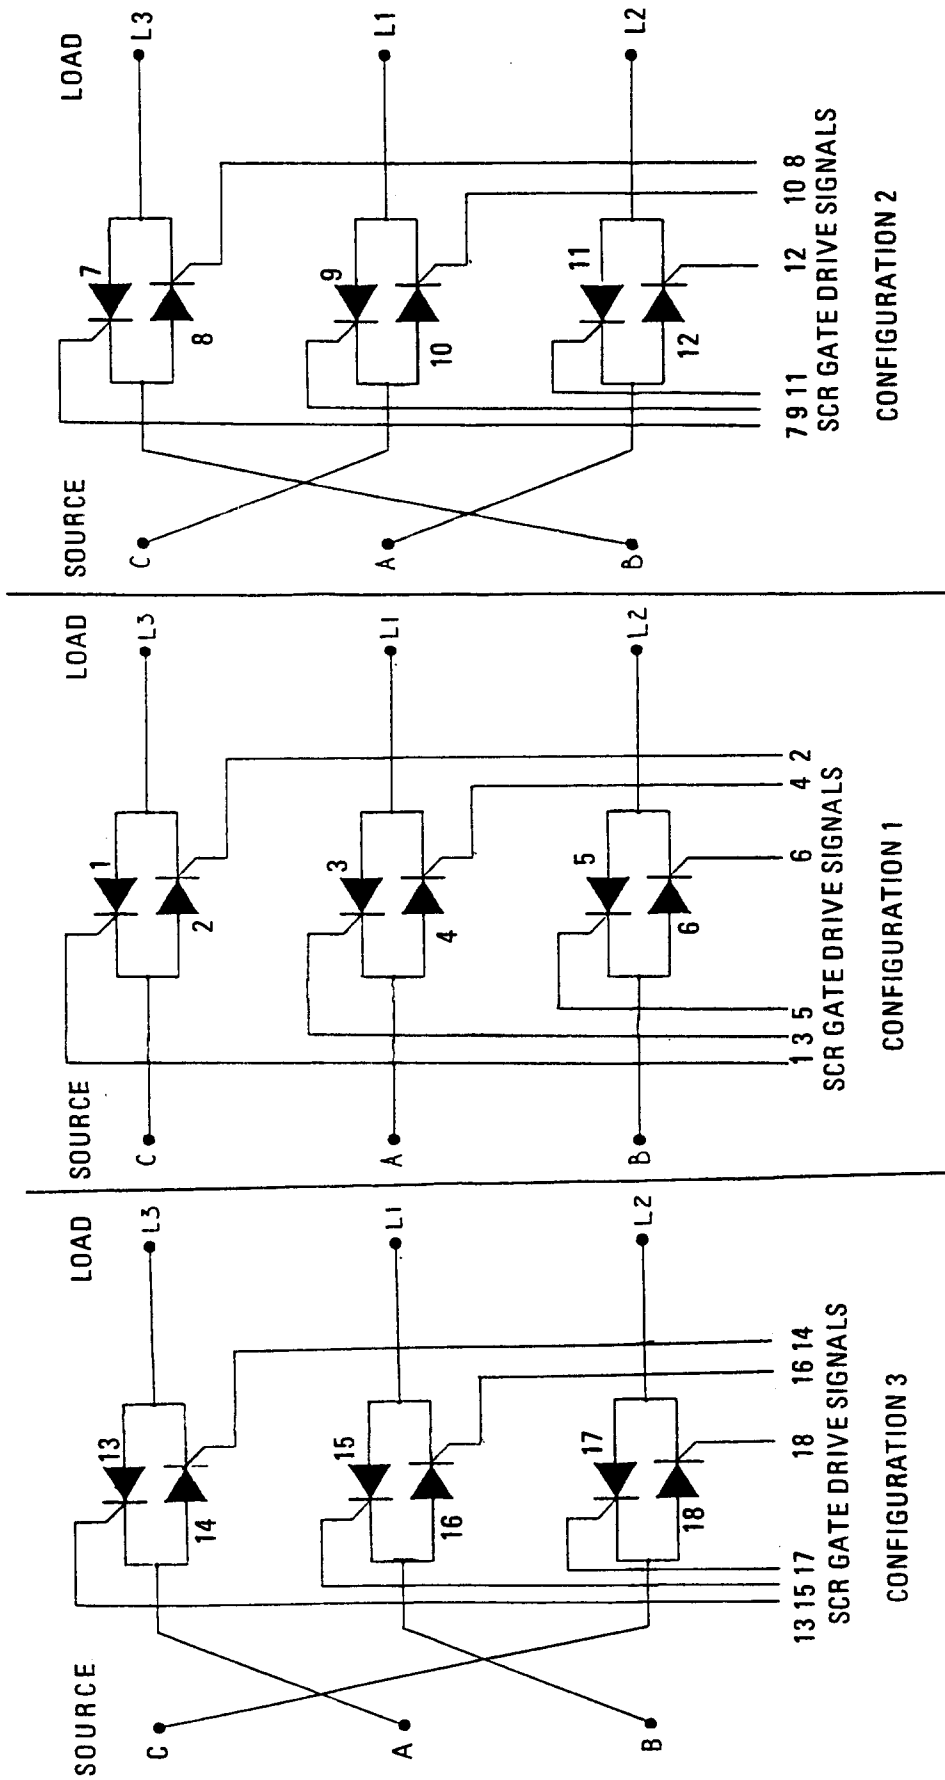 SOURCE
LOAD
C
13
14
L3
A
15
16
L1
B
17
18
L2
13 15 17 18 16 14
SCR GATE DRIVE SIGNALS
CONFIGURATION 3
SOURCE
LOAD
C
1
2
L3
A
3
4
L1
B
5
6
L2
1 3 5 6 4 2
SCR GATE DRIVE SIGNALS
CONFIGURATION 1
SOURCE
LOAD
C
7
8
L3
A
9
10
L1
B
11
12
L2
7 9 11 12 10 8
SCR GATE DRIVE SIGNALS
CONFIGURATION 2